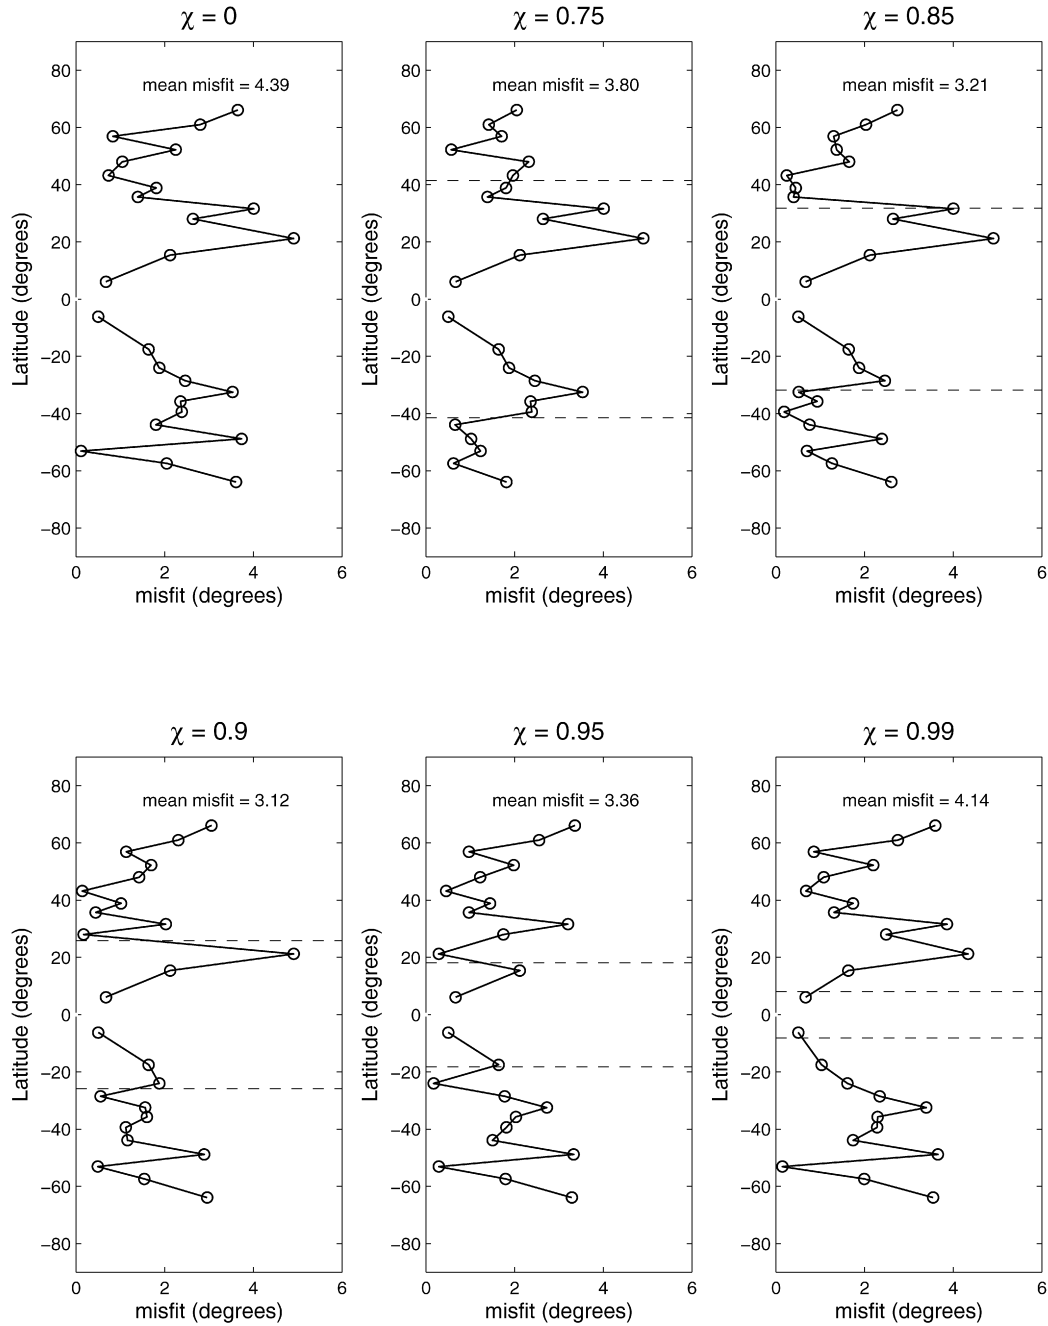 χ = 0
χ = 0.75
χ = 0.85
mean misfit = 4.39
mean misfit = 3.80
mean misfit = 3.21
80
60
40
20
0
−20
−40
−60
−80
Latitude (degrees)
0 2 4 6
misfit (degrees)
80
60
40
20
0
−20
−40
−60
−80
Latitude (degrees)
0 2 4 6
misfit (degrees)
80
60
40
20
0
−20
−40
−60
−80
Latitude (degrees)
0 2 4 6
misfit (degrees)
χ = 0.9
χ = 0.95
χ = 0.99
mean misfit = 3.12
mean misfit = 3.36
mean misfit = 4.14
80
60
40
20
0
−20
−40
−60
−80
Latitude (degrees)
0 2 4 6
misfit (degrees)
80
60
40
20
0
−20
−40
−60
−80
Latitude (degrees)
0 2 4 6
misfit (degrees)
80
60
40
20
0
−20
−40
−60
−80
Latitude (degrees)
0 2 4 6
misfit (degrees)